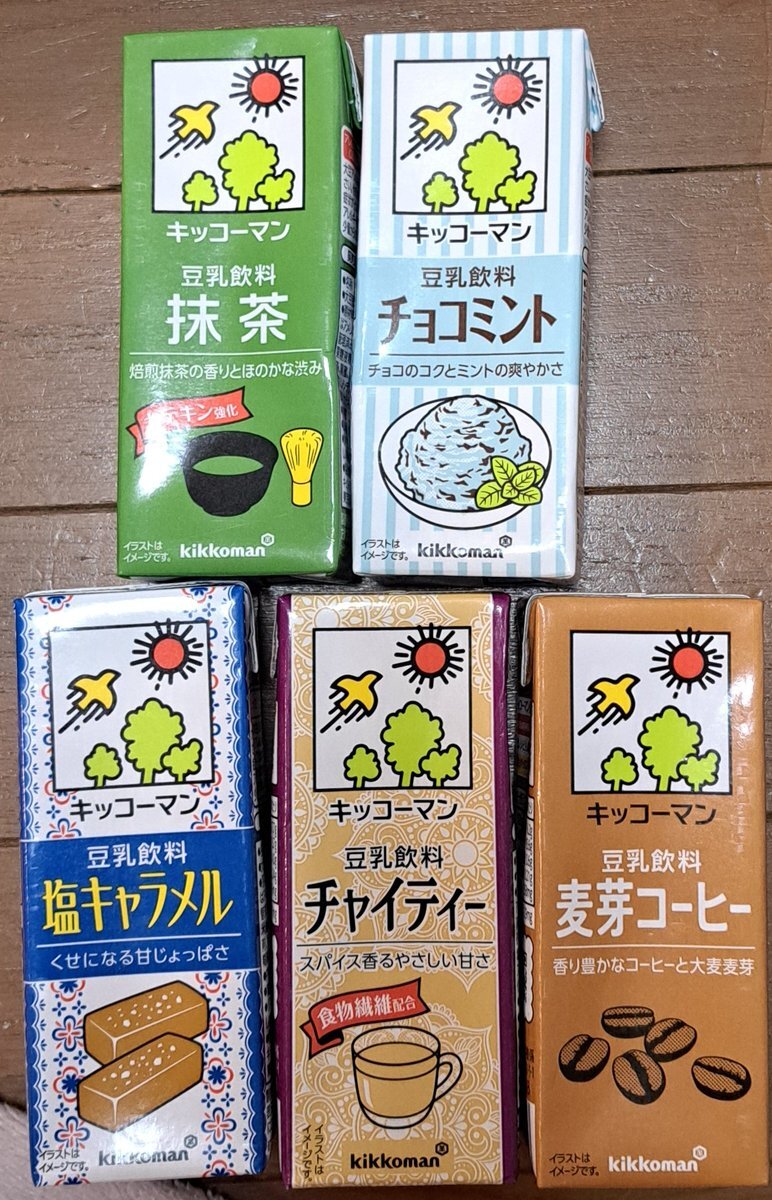 キッコーマン
豆乳飲料
抹茶
焙煎抹茶の香りとほのかな渋み
カテキン強化
イラストは
イメージです。
kikkoman
キッコーマン
豆乳飲料
チョコミント
チョコのコクとミントの爽やかさ
イラストは
イメージです。
kikkoman
キッコーマン
豆乳飲料
塩キャラメル
くせになる甘じょっぱさ
イラストは
イメージです。
kikkoman
キッコーマン
豆乳飲料
チャイティー
スパイス香るやさしい甘さ
食物繊維配合
イラストは
イメージです。
kikkoman
キッコーマン
豆乳飲料
麦芽コーヒー
香り豊かなコーヒーと大麦麦芽
イラストは
イメージです。
kikkoman